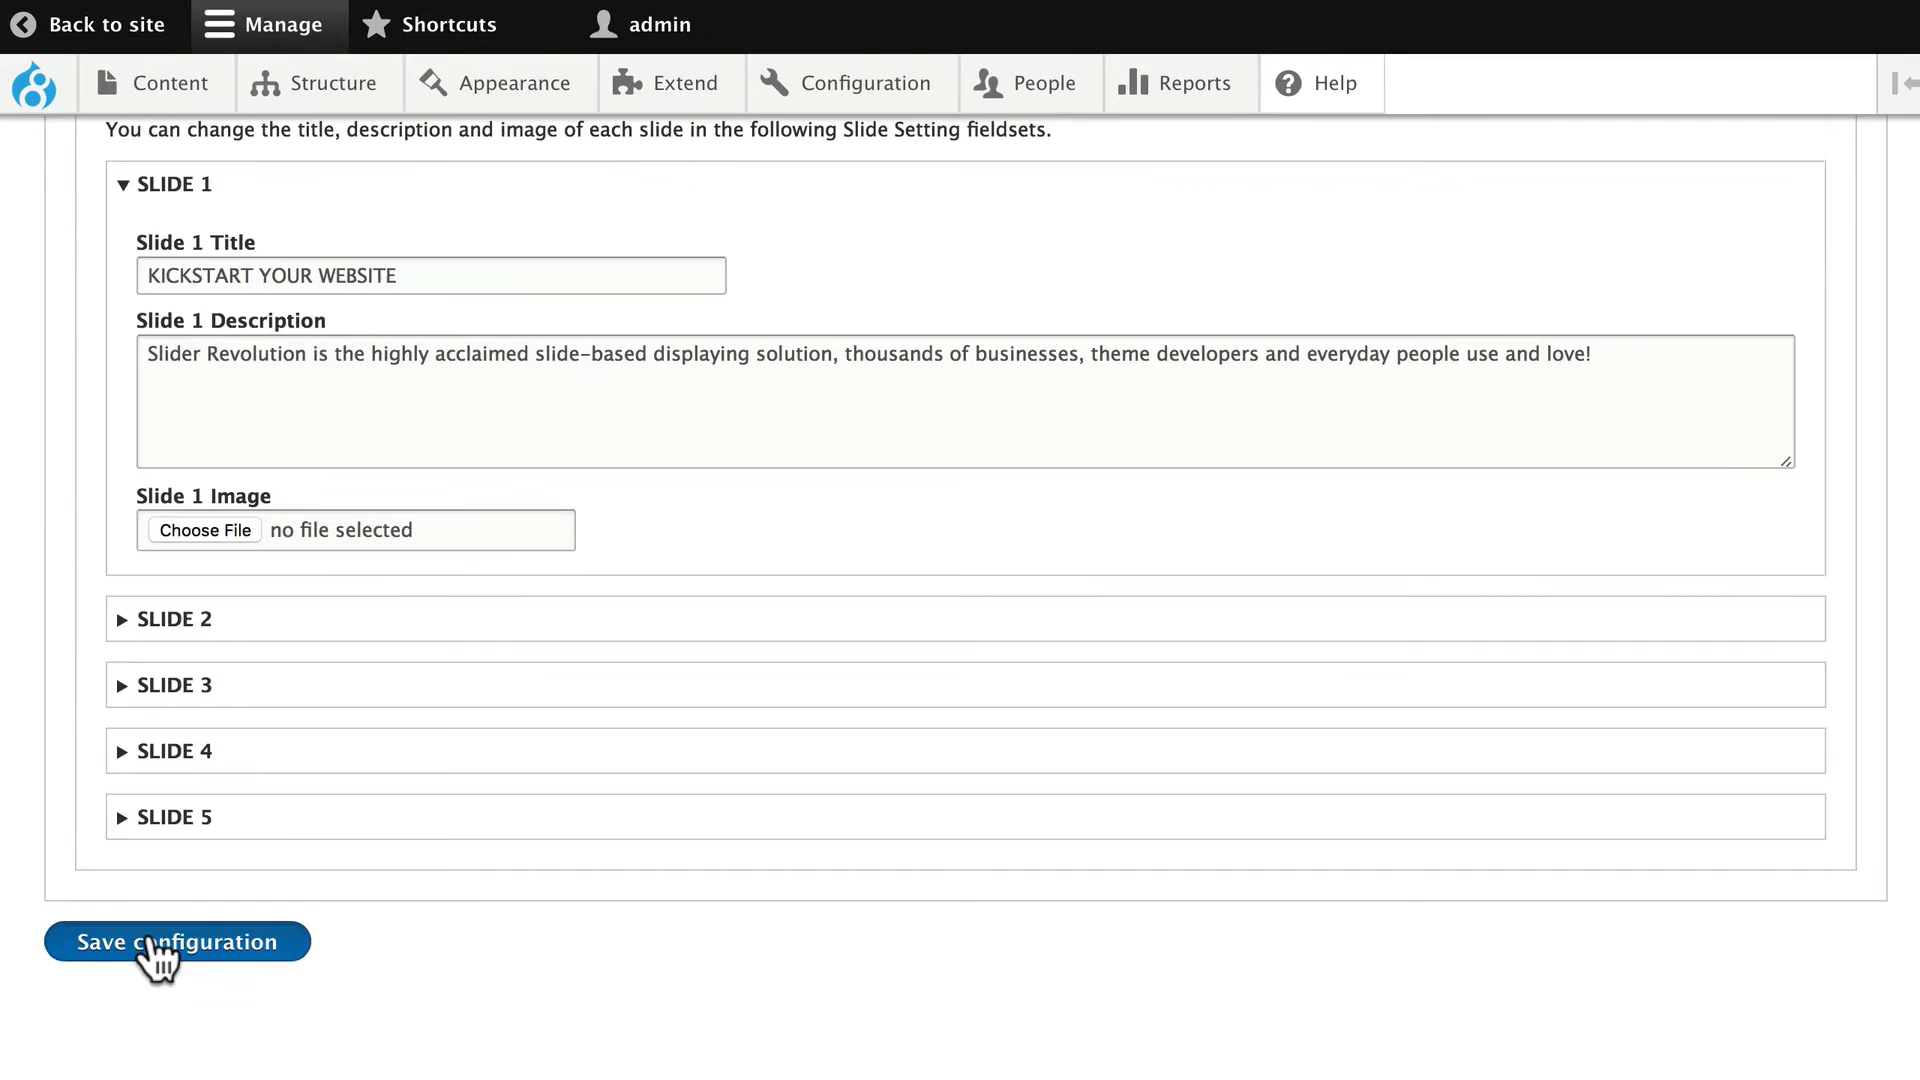 Back to site
Manage
Shortcuts
admin
Content
Structure
Appearance
Extend
Configuration
People
Reports
Help
You can change the title, description and image of each slide in the following Slide Setting fieldsets.
SLIDE 1
Slide 1 Title
KICKSTART YOUR WEBSITE
Slide 1 Description
Slider Revolution is the highly acclaimed slide-based displaying solution, thousands of businesses, theme developers and everyday people use and love!
Slide 1 Image
Choose File no file selected
SLIDE 2
SLIDE 3
SLIDE 4
SLIDE 5
Save configuration